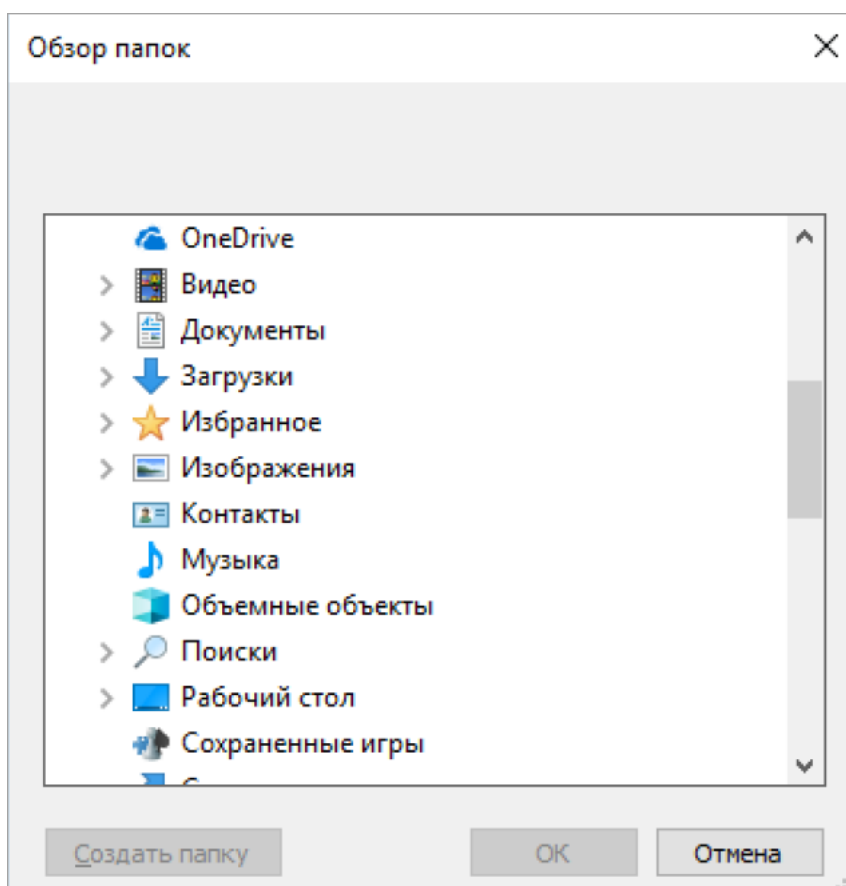 Обзор папок
OneDrive
Видео
Документы
Загрузки
Избранное
Изображения
Контакты
Музыка
Объемные объекты
Поиски
Рабочий стол
Сохраненные игры
Создать папку
OK
Отмена